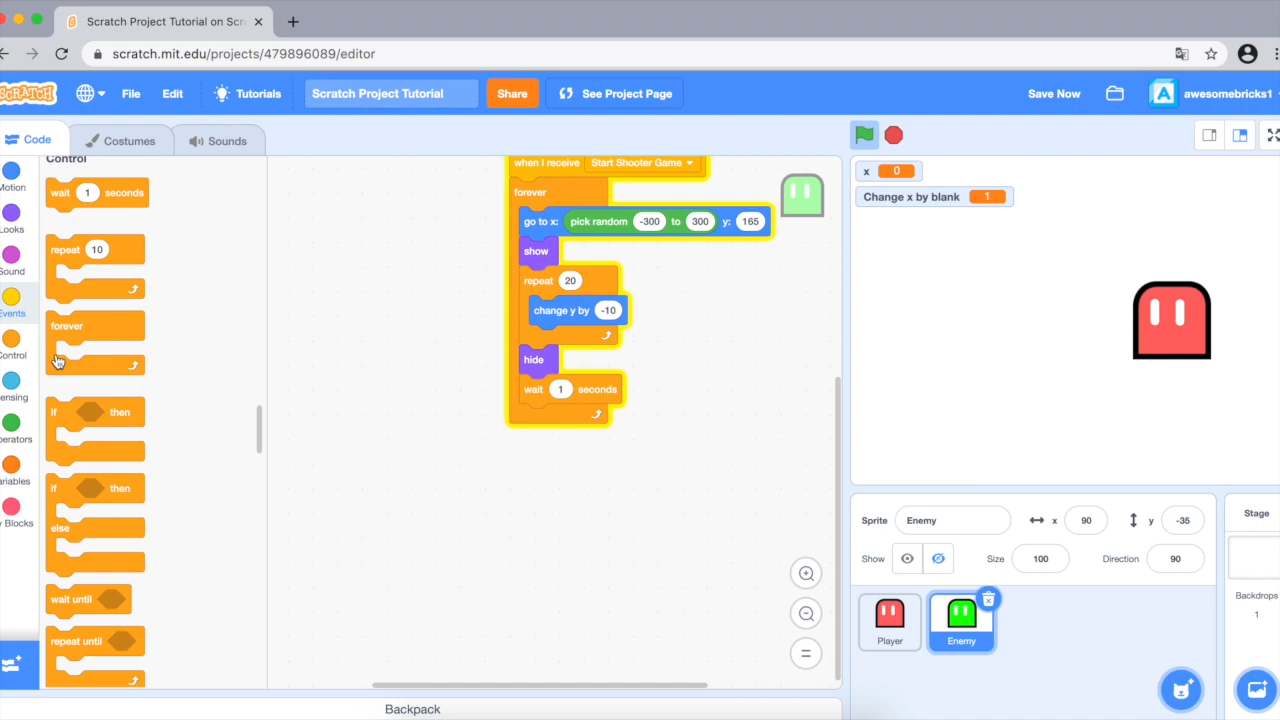 Scratch Project Tutorial on Scr
scratch.mit.edu/projects/479896089/editor
SCRATCH
File
Edit
Tutorials
Scratch Project Tutorial
Share
See Project Page
Save Now
A
awesomebricks1
Code
Costumes
Sounds
Motion
Looks
Sound
Events
Control
ensing
perators
ariables
y Blocks
Control
wait 1 seconds
repeat 10
forever
if then
if then
else
wait until
repeat until
when I receive Start Shooter Game
forever
go to x: pick random -300 to 300 y: 165
show
repeat 20
change y by -10
hide
wait 1 seconds
x 0
Change x by blank 1
Sprite Enemy x 90 y -35
Show Size 100 Direction 90
Player
Enemy
Stage
Backdrops
1
Backpack